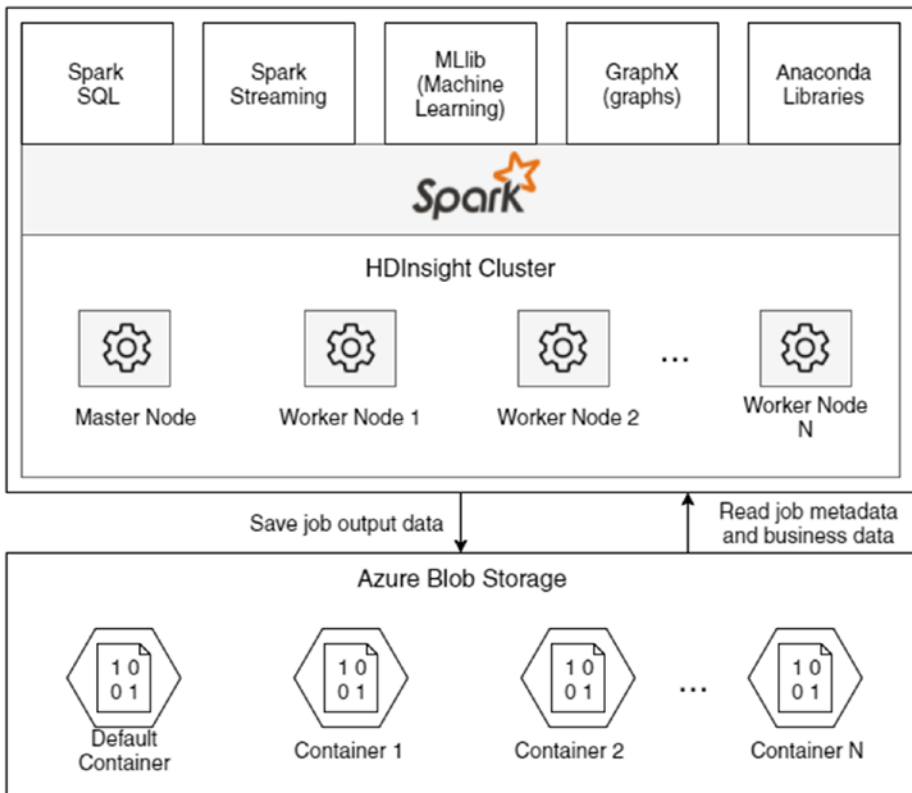 Spark
SQL
Spark
Streaming
MLlib
(Machine
Learning)
GraphX
(graphs)
Anaconda
Libraries
Spark
HDInsight Cluster
...
Master Node
Worker Node 1
Worker Node 2
Worker Node
N
Save job output data
Read job metadata
and business data
Azure Blob Storage
1 0
0 1
1 0
0 1
1 0
0 1
...
1 0
0 1
Default
Container
Container 1
Container 2
Container N